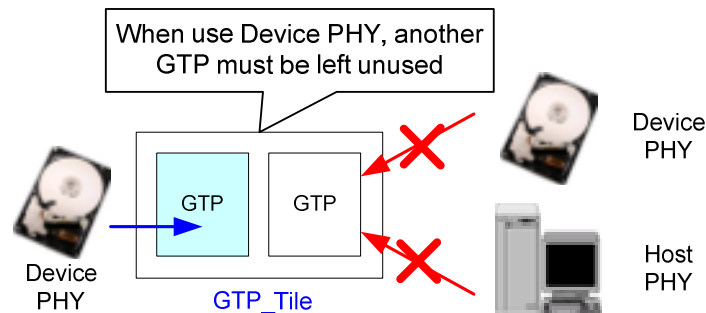 When use Device PHY, another
GTP must be left unused
Device
PHY
GTP
GTP
Device
PHY
Host
PHY
GTP_Tile